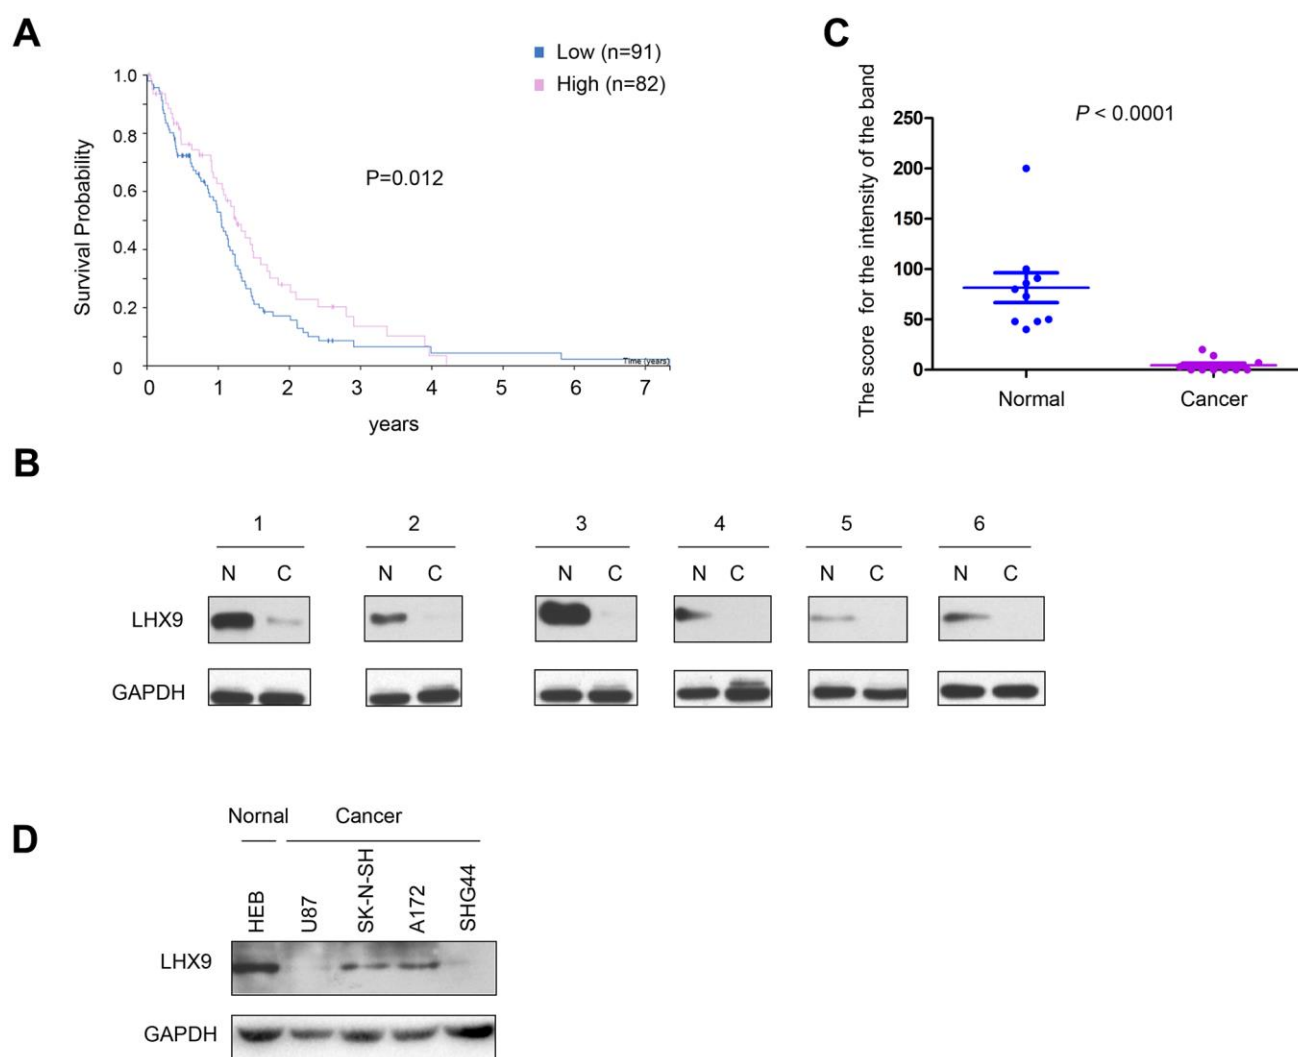 A
Low (n=91)
High (n=82)
1.0
0.8
0.6
0.4
0.2
0
Survival Probability
P=0.012
Time (years)
0 1 2 3 4 5 6 7
years
C
P < 0.0001
250
200
150
100
50
0
The score for the intensity of the band
Normal Cancer
B
1 2 3 4 5 6
N C N C N C N C N C N C
LHX9
GAPDH
D
Nornal Cancer
HEB U87 SK-N-SH A172 SHG44
LHX9
GAPDH